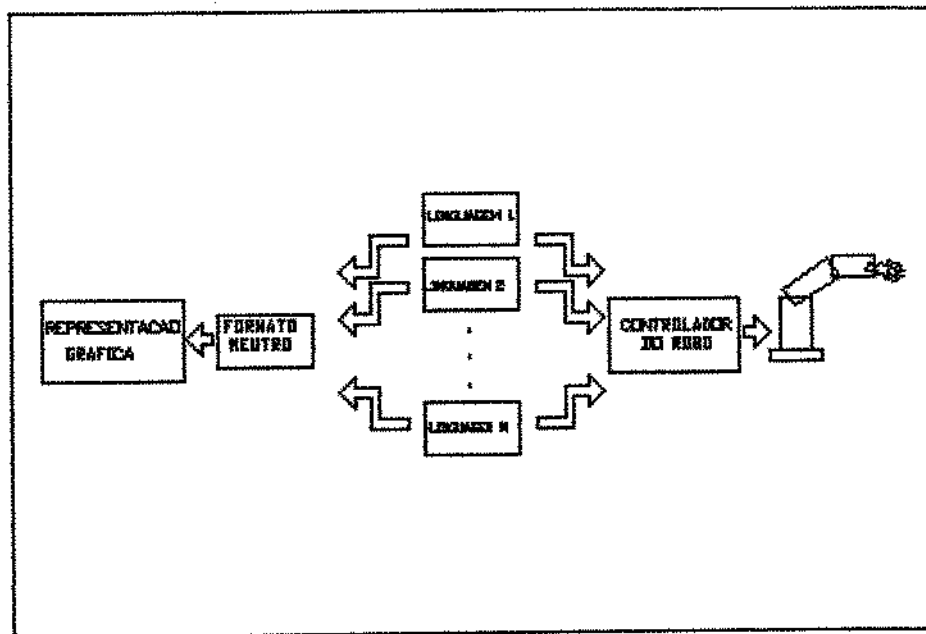 LINGUAGEM 1
LINGUAGEM 2
REPRESENTACAO
GRAFICA
FORMATO
NEUTRO
CONTROLADOR
DO ROBO
LINGUAGEM N